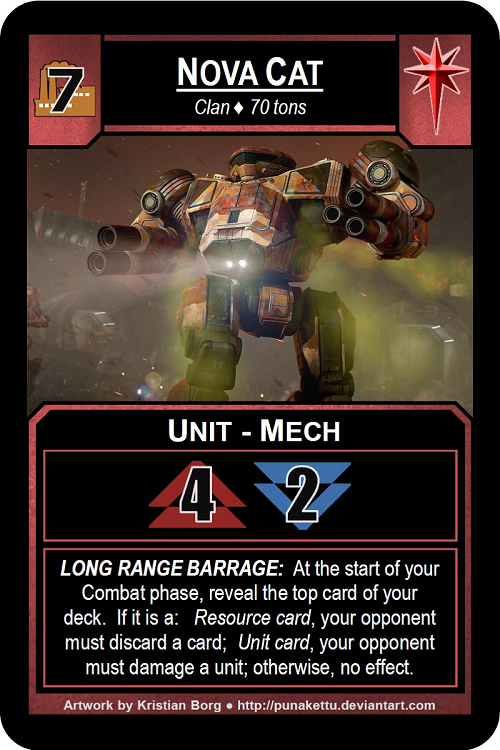 7
NOVA CAT
Clan ♦ 70 tons
UNIT - MECH
4 2
LONG RANGE BARRAGE: At the start of your
Combat phase, reveal the top card of your
deck. If it is a: Resource card, your opponent
must discard a card; Unit card, your opponent
must damage a unit; otherwise, no effect.
Artwork by Kristian Borg ● http://punakettu.deviantart.com